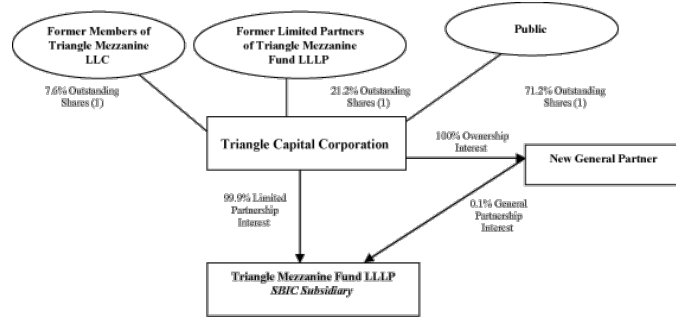 Former Members of
Triangle Mezzanine
LLC
Former Limited Partners
of Triangle Mezzanine
Fund LLLP
Public
7.6% Outstanding
Shares (1)
21.2% Outstanding
Shares (1)
71.2% Outstanding
Shares (1)
Triangle Capital Corporation
100% Ownership
Interest
New General Partner
99.9% Limited
Partnership
Interest
0.1% General
Partnership
Interest
Triangle Mezzanine Fund LLLP
SBIC Subsidiary